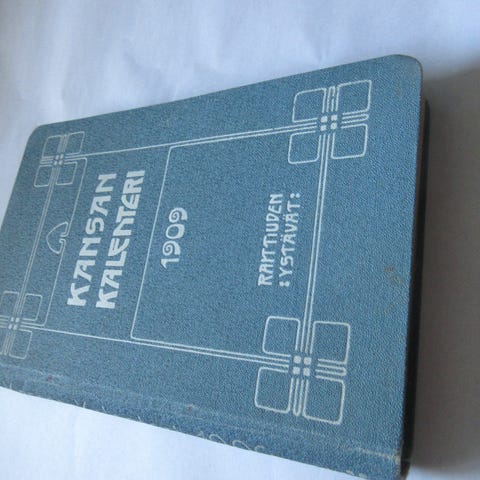 KANSAN
KALENTERI
1909
RAITTIUDEN
:YSTÄVÄT: